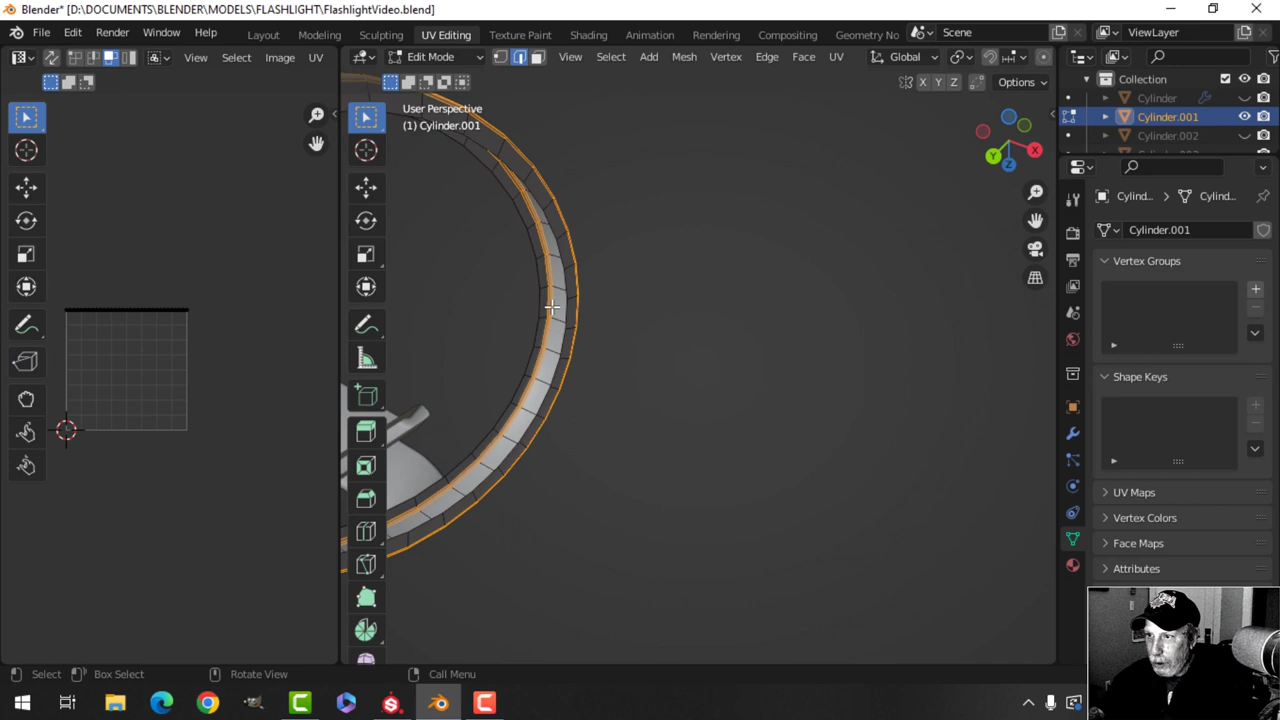 Blender* [D:\DOCUMENTS\BLENDER\MODELS\FLASHLIGHT\FlashlightVideo.blend]
File Edit Render Window Help Layout Modeling Sculpting UV Editing Texture Paint Shading Animation Rendering Compositing Geometry No Scene ViewLayer
View Select Image UV Edit Mode View Select Add Mesh Vertex Edge Face UV Global
X Y Z Options
Collection
User Perspective
(1) Cylinder.001
Cylinder
Cylinder.001
Cylinder.002
X
Y
Z
Cylind... Cylind...
Cylinder.001
Vertex Groups
Shape Keys
UV Maps
Vertex Colors
Face Maps
Attributes
Select Box Select Rotate View Call Menu